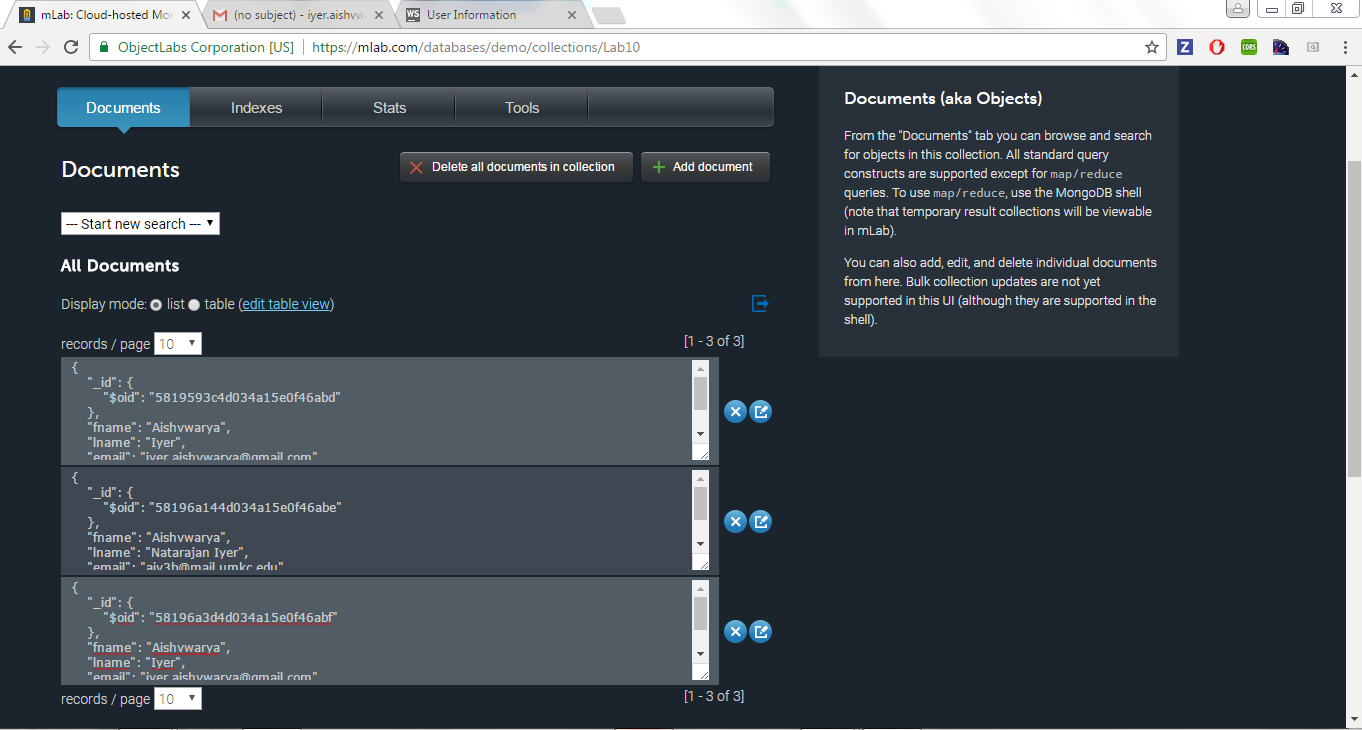 mLab: Cloud-hosted Mon
(no subject) - iyer.aishvw
WS User Information
ObjectLabs Corporation [US] https://mlab.com/databases/demo/collections/Lab10
Z CORS
Documents Indexes Stats Tools
Documents
Delete all documents in collection
Add document
--- Start new search ---
All Documents
Display mode: list table (edit table view)
records / page 10
[1 - 3 of 3]
{
"_id": {
"$oid": "5819593c4d034a15e0f46abd"
},
"fname": "Aishvwarya",
"lname": "Iyer",
"email": "iyer.aishvwarya@gmail.com"
{
"_id": {
"$oid": "58196a144d034a15e0f46abe"
},
"fname": "Aishvwarya",
"lname": "Natarajan Iyer",
"email": "aiy3b@mail.umkc.edu"
{
"_id": {
"$oid": "58196a3d4d034a15e0f46abf"
},
"fname": "Aishvwarya",
"lname": "Iyer",
"email": "iyer.aishvwarya@gmail.com"
records / page 10
[1 - 3 of 3]
Documents (aka Objects)
From the "Documents" tab you can browse and search
for objects in this collection. All standard query
constructs are supported except for map/reduce
queries. To use map/reduce, use the MongoDB shell
(note that temporary result collections will be viewable
in mLab).
You can also add, edit, and delete individual documents
from here. Bulk collection updates are not yet
supported in this UI (although they are supported in the
shell).